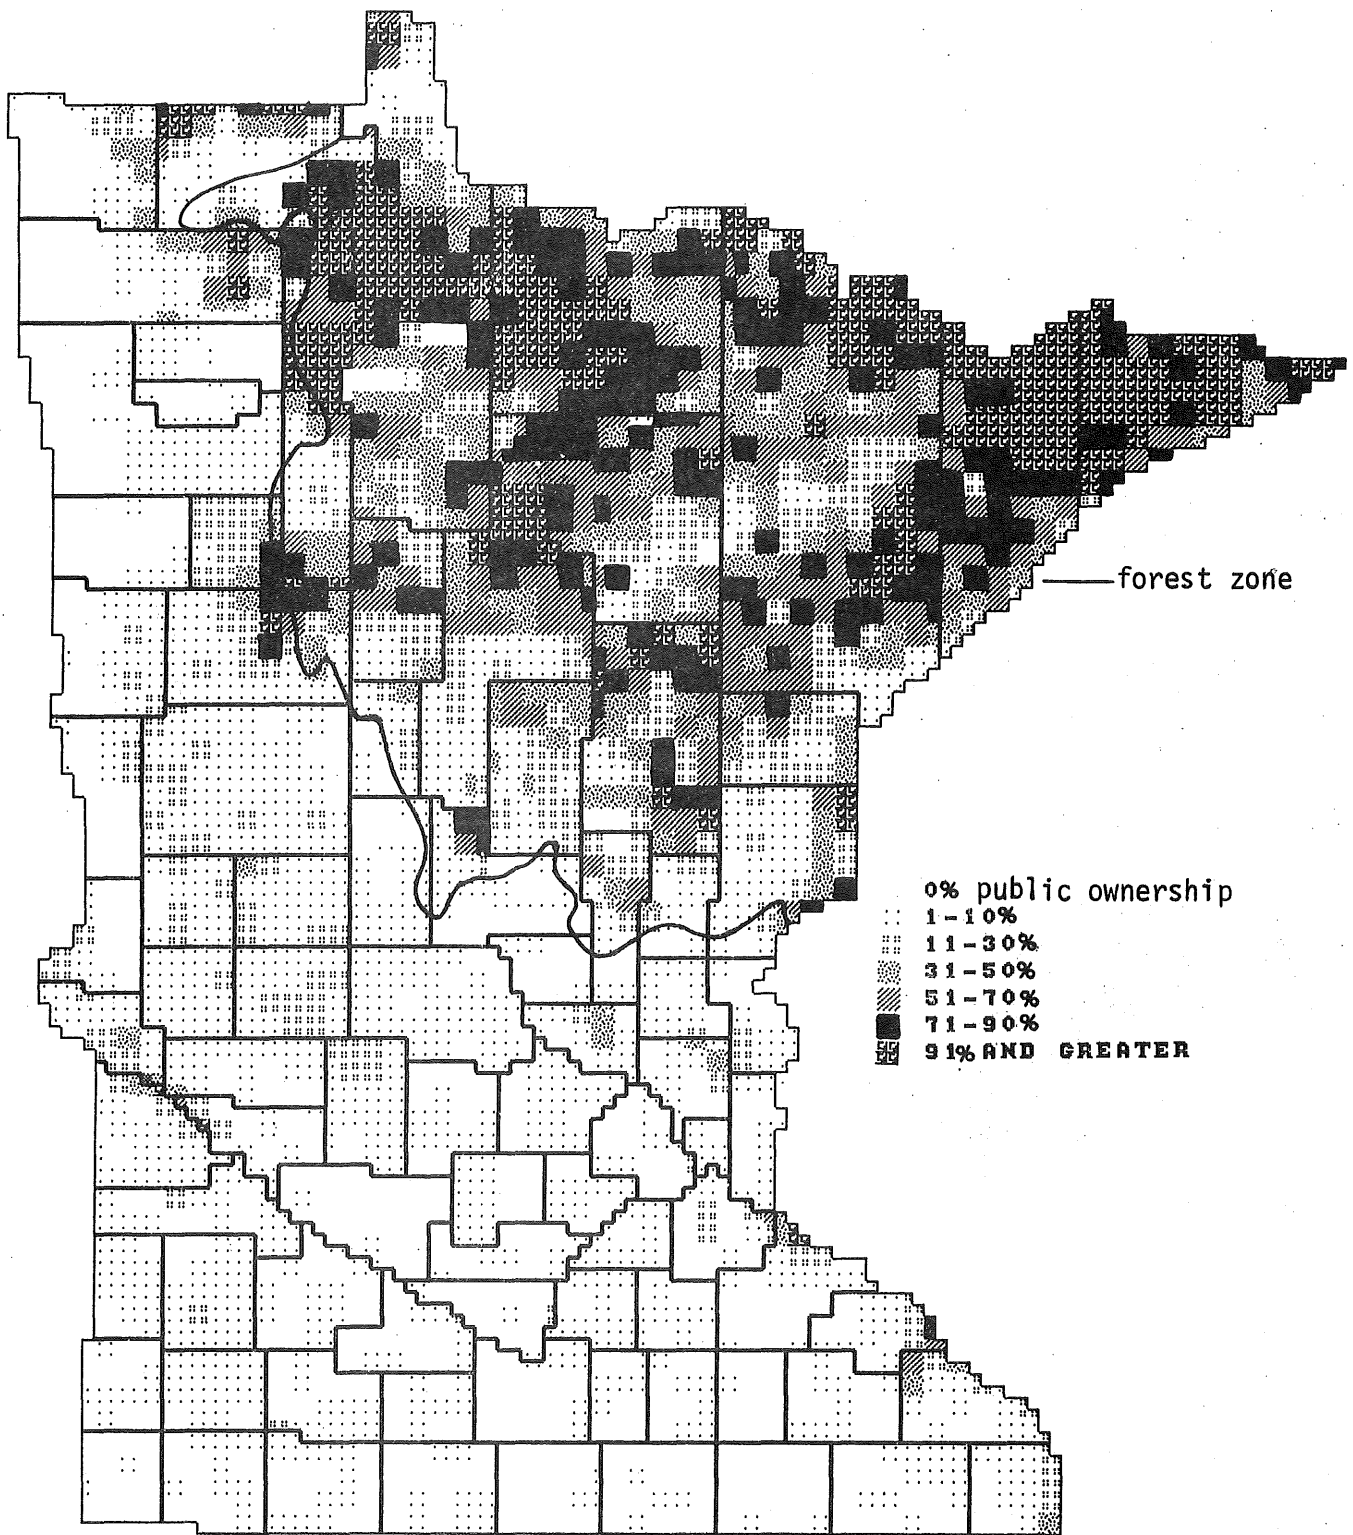 forest zone
0% public ownership
1-10%
11-30%
31-50%
51-70%
71-90%
91% AND GREATER